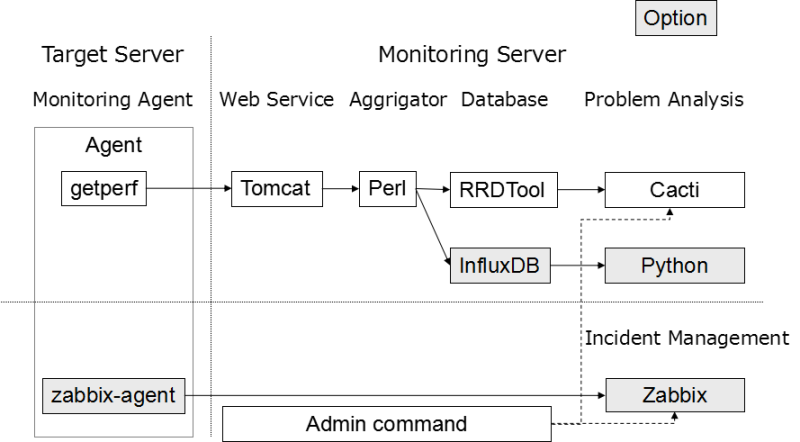 Option
Target Server
Monitoring Server
Monitoring Agent
Web Service
Aggrigator
Database
Problem Analysis
Agent
getperf
Tomcat
Perl
RRDTool
Cacti
InfluxDB
Python
Incident Management
zabbix-agent
Zabbix
Admin command